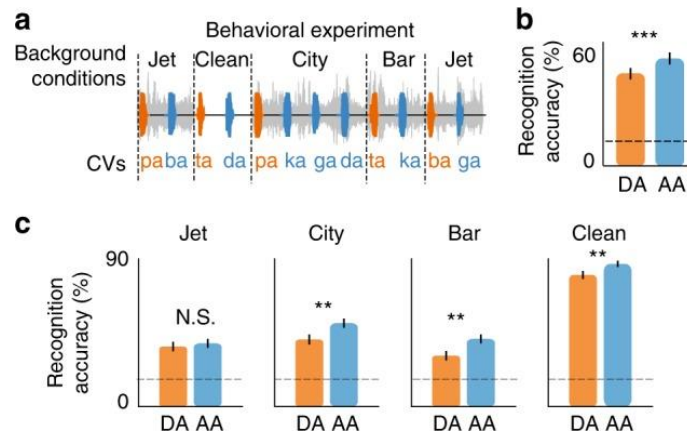 a
Behavioral experiment
Background conditions
Jet Clean City Bar Jet
CVs
pa ba ta da pa ka ga da ta ka ba ga
b
Recognition accuracy (%)
60
0
***
DA AA
c
Recognition accuracy (%)
90
0
Jet
N.S.
DA AA
City
**
DA AA
Bar
**
DA AA
Clean
**
DA AA